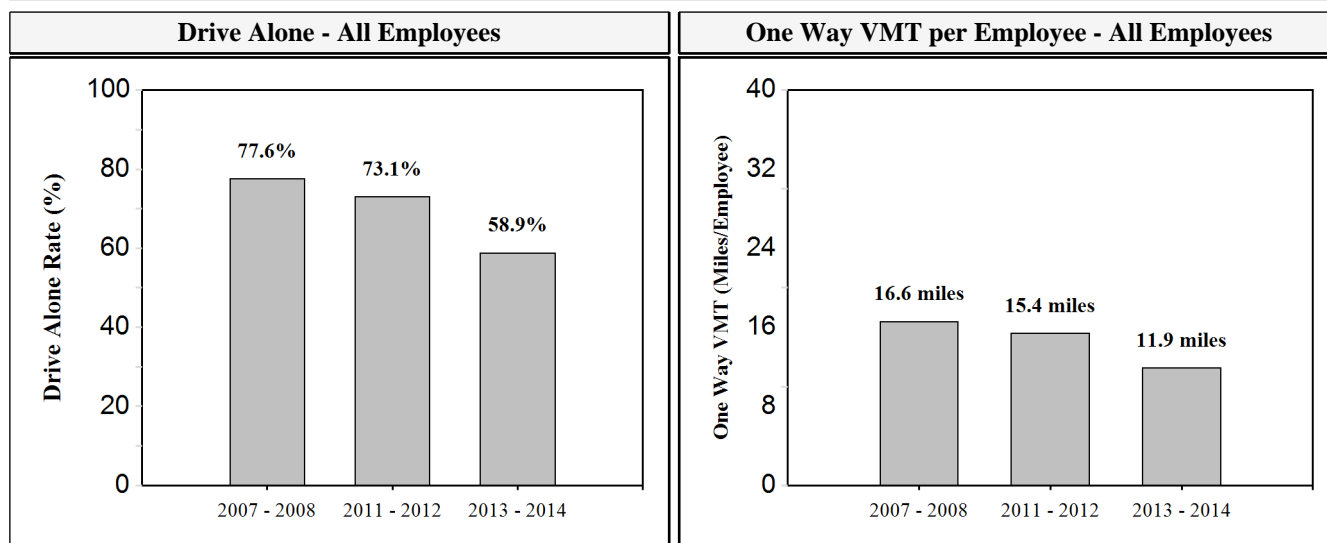 Drive Alone - All Employees
100
80
60
40
20
0
Drive Alone Rate (%)
77.6%
73.1%
58.9%
2007 - 2008
2011 - 2012
2013 - 2014
One Way VMT per Employee - All Employees
40
32
24
16
8
0
One Way VMT (Miles/Employee)
16.6 miles
15.4 miles
11.9 miles
2007 - 2008
2011 - 2012
2013 - 2014